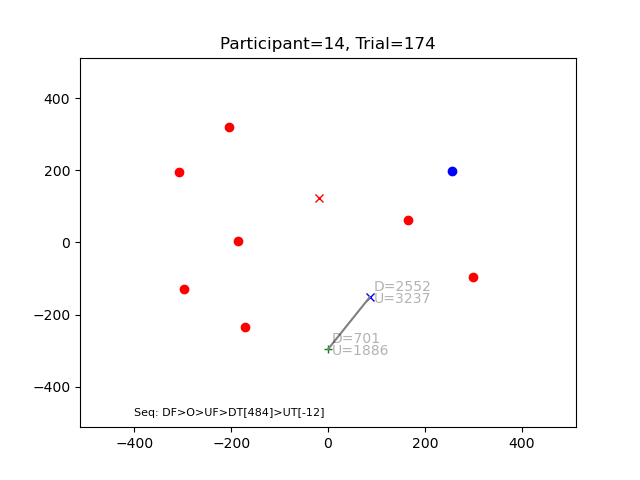 Participant=14, Trial=174
400
200
0
−200
−400
D=2552
U=3237
D=701
U=1886
Seq: DF>O>UF>DT[484]>UT[-12]
−400
−200
0
200
400